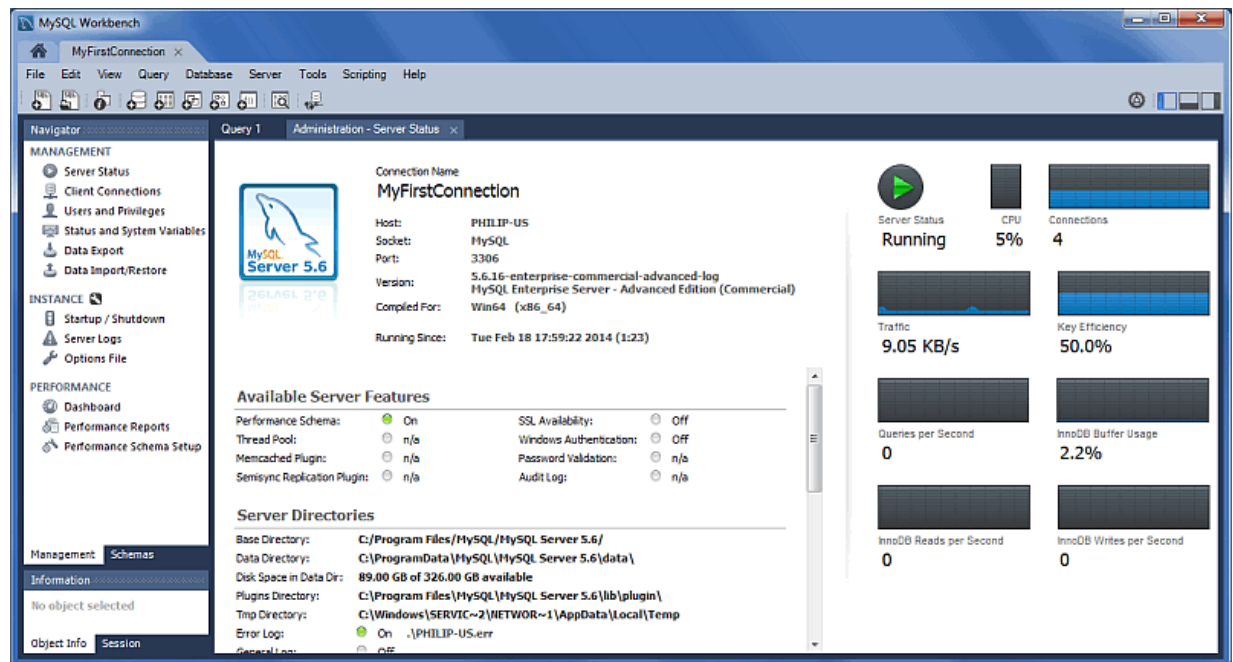 MySQL Workbench
MyFirstConnection ×
File Edit View Query Database Server Tools Scripting Help
Navigator
MANAGEMENT
Server Status
Client Connections
Users and Privileges
Status and System Variables
Data Export
Data Import/Restore
INSTANCE
Startup / Shutdown
Server Logs
Options File
PERFORMANCE
Dashboard
Performance Reports
Performance Schema Setup
Management Schemas
Information
No object selected
Object Info Session
Query 1 Administration - Server Status ×
MySQL
Server 5.6
Connection Name
MyFirstConnection
Host: PHILIP-US
Socket: MySQL
Port: 3306
Version: 5.6.16-enterprise-commercial-advanced-log
MySQL Enterprise Server - Advanced Edition (Commercial)
Compiled For: Win64 (x86_64)
Running Since: Tue Feb 18 17:59:22 2014 (1:23)
Available Server Features
Performance Schema: On SSL Availability: Off
Thread Pool: n/a Windows Authentication: Off
Memcached Plugin: n/a Password Validation: n/a
Semisync Replication Plugin: n/a Audit Log: n/a
Server Directories
Base Directory: C:/Program Files/MySQL/MySQL Server 5.6/
Data Directory: C:\ProgramData\MySQL\MySQL Server 5.6\data\
Disk Space in Data Dir: 89.00 GB of 326.00 GB available
Plugins Directory: C:\Program Files\MySQL\MySQL Server 5.6\lib\plugin\
Tmp Directory: C:\Windows\SERVIC~2\NETWOR~1\AppData\Local\Temp
Error Log: On .\PHILIP-US.err
General Log: Off
Server Status CPU Connections
Running 5% 4
Traffic Key Efficiency
9.05 KB/s 50.0%
Queries per Second InnoDB Buffer Usage
0 2.2%
InnoDB Reads per Second InnoDB Writes per Second
0 0